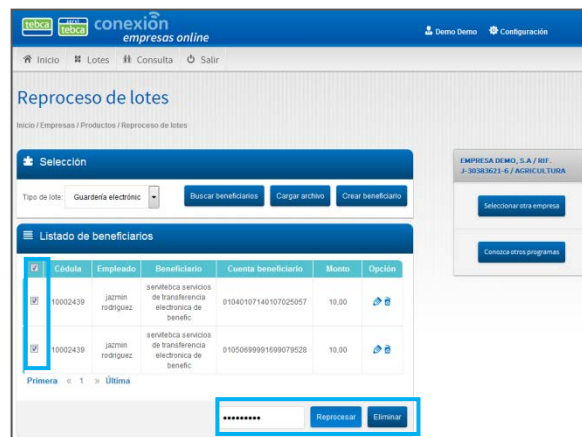 tebca servi tebca conexión
empresas online
Demo Demo Configuración
Inicio Lotes Consulta Salir
Reproceso de lotes
Inicio / Empresas / Productos / Reproceso de lotes
Selección
Tipo de lote: Guardería electrónic Buscar beneficiarios Cargar archivo Crear beneficiario
EMPRESA DEMO, S.A / RIF.
J-30383621-6 / AGRICULTURA
Seleccionar otra empresa
Conozca otros programas
Listado de beneficiarios
Cédula Empleado Beneficiario Cuenta beneficiario Monto Opción
10002439 jazmin rodriguez servitebca servicios de transferencia electronica de benefic. 01040107140107025057 10,00
10002439 jazmin rodriguez servitebca servicios de transferencia electronica de benefic. 01050699991699079528 10,00
Primera « 1 » Última
••••••••• Reprocesar Eliminar